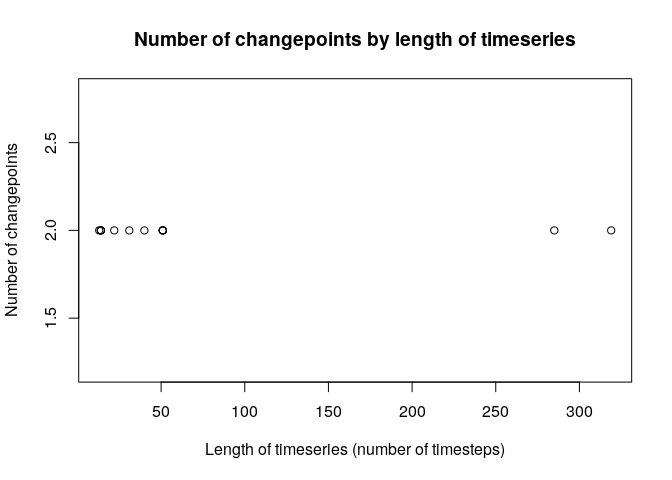 Number of changepoints by length of timeseries
Number of changepoints
2.5
2.0
1.5
50 100 150 200 250 300
Length of timeseries (number of timesteps)